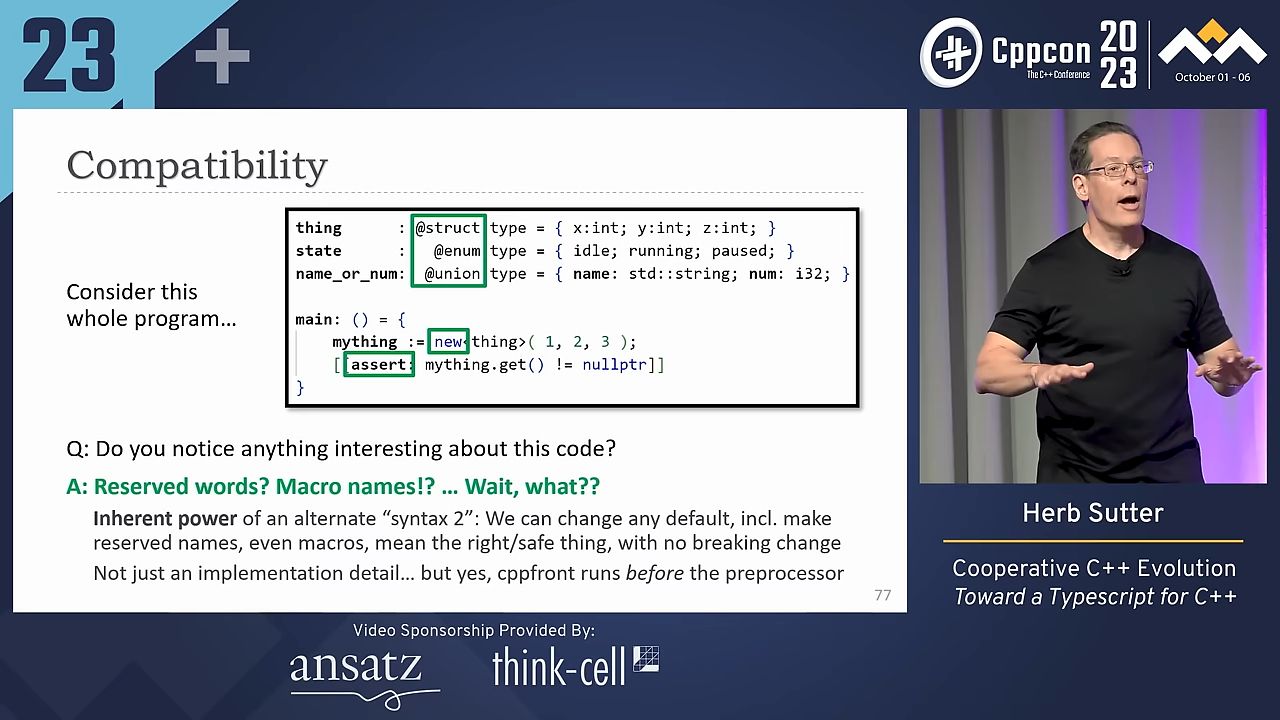 23 +
Cppcon 20 23
The C++ Conference
October 01 - 06
Compatibility
Consider this
whole program…
thing : @struct type = { x:int; y:int; z:int; }
state : @enum type = { idle; running; paused; }
name_or_num: @union type = { name: std::string; num: i32; }
main: () = {
mything := new<thing>( 1, 2, 3 );
[[assert: mything.get() != nullptr]]
}
Q: Do you notice anything interesting about this code?
A: Reserved words? Macro names!? … Wait, what??
Inherent power of an alternate “syntax 2”: We can change any default, incl. make
reserved names, even macros, mean the right/safe thing, with no breaking change
Not just an implementation detail… but yes, cppfront runs before the preprocessor
77
Herb Sutter
Cooperative C++ Evolution
Toward a Typescript for C++
Video Sponsorship Provided By:
ansatz
think-cell